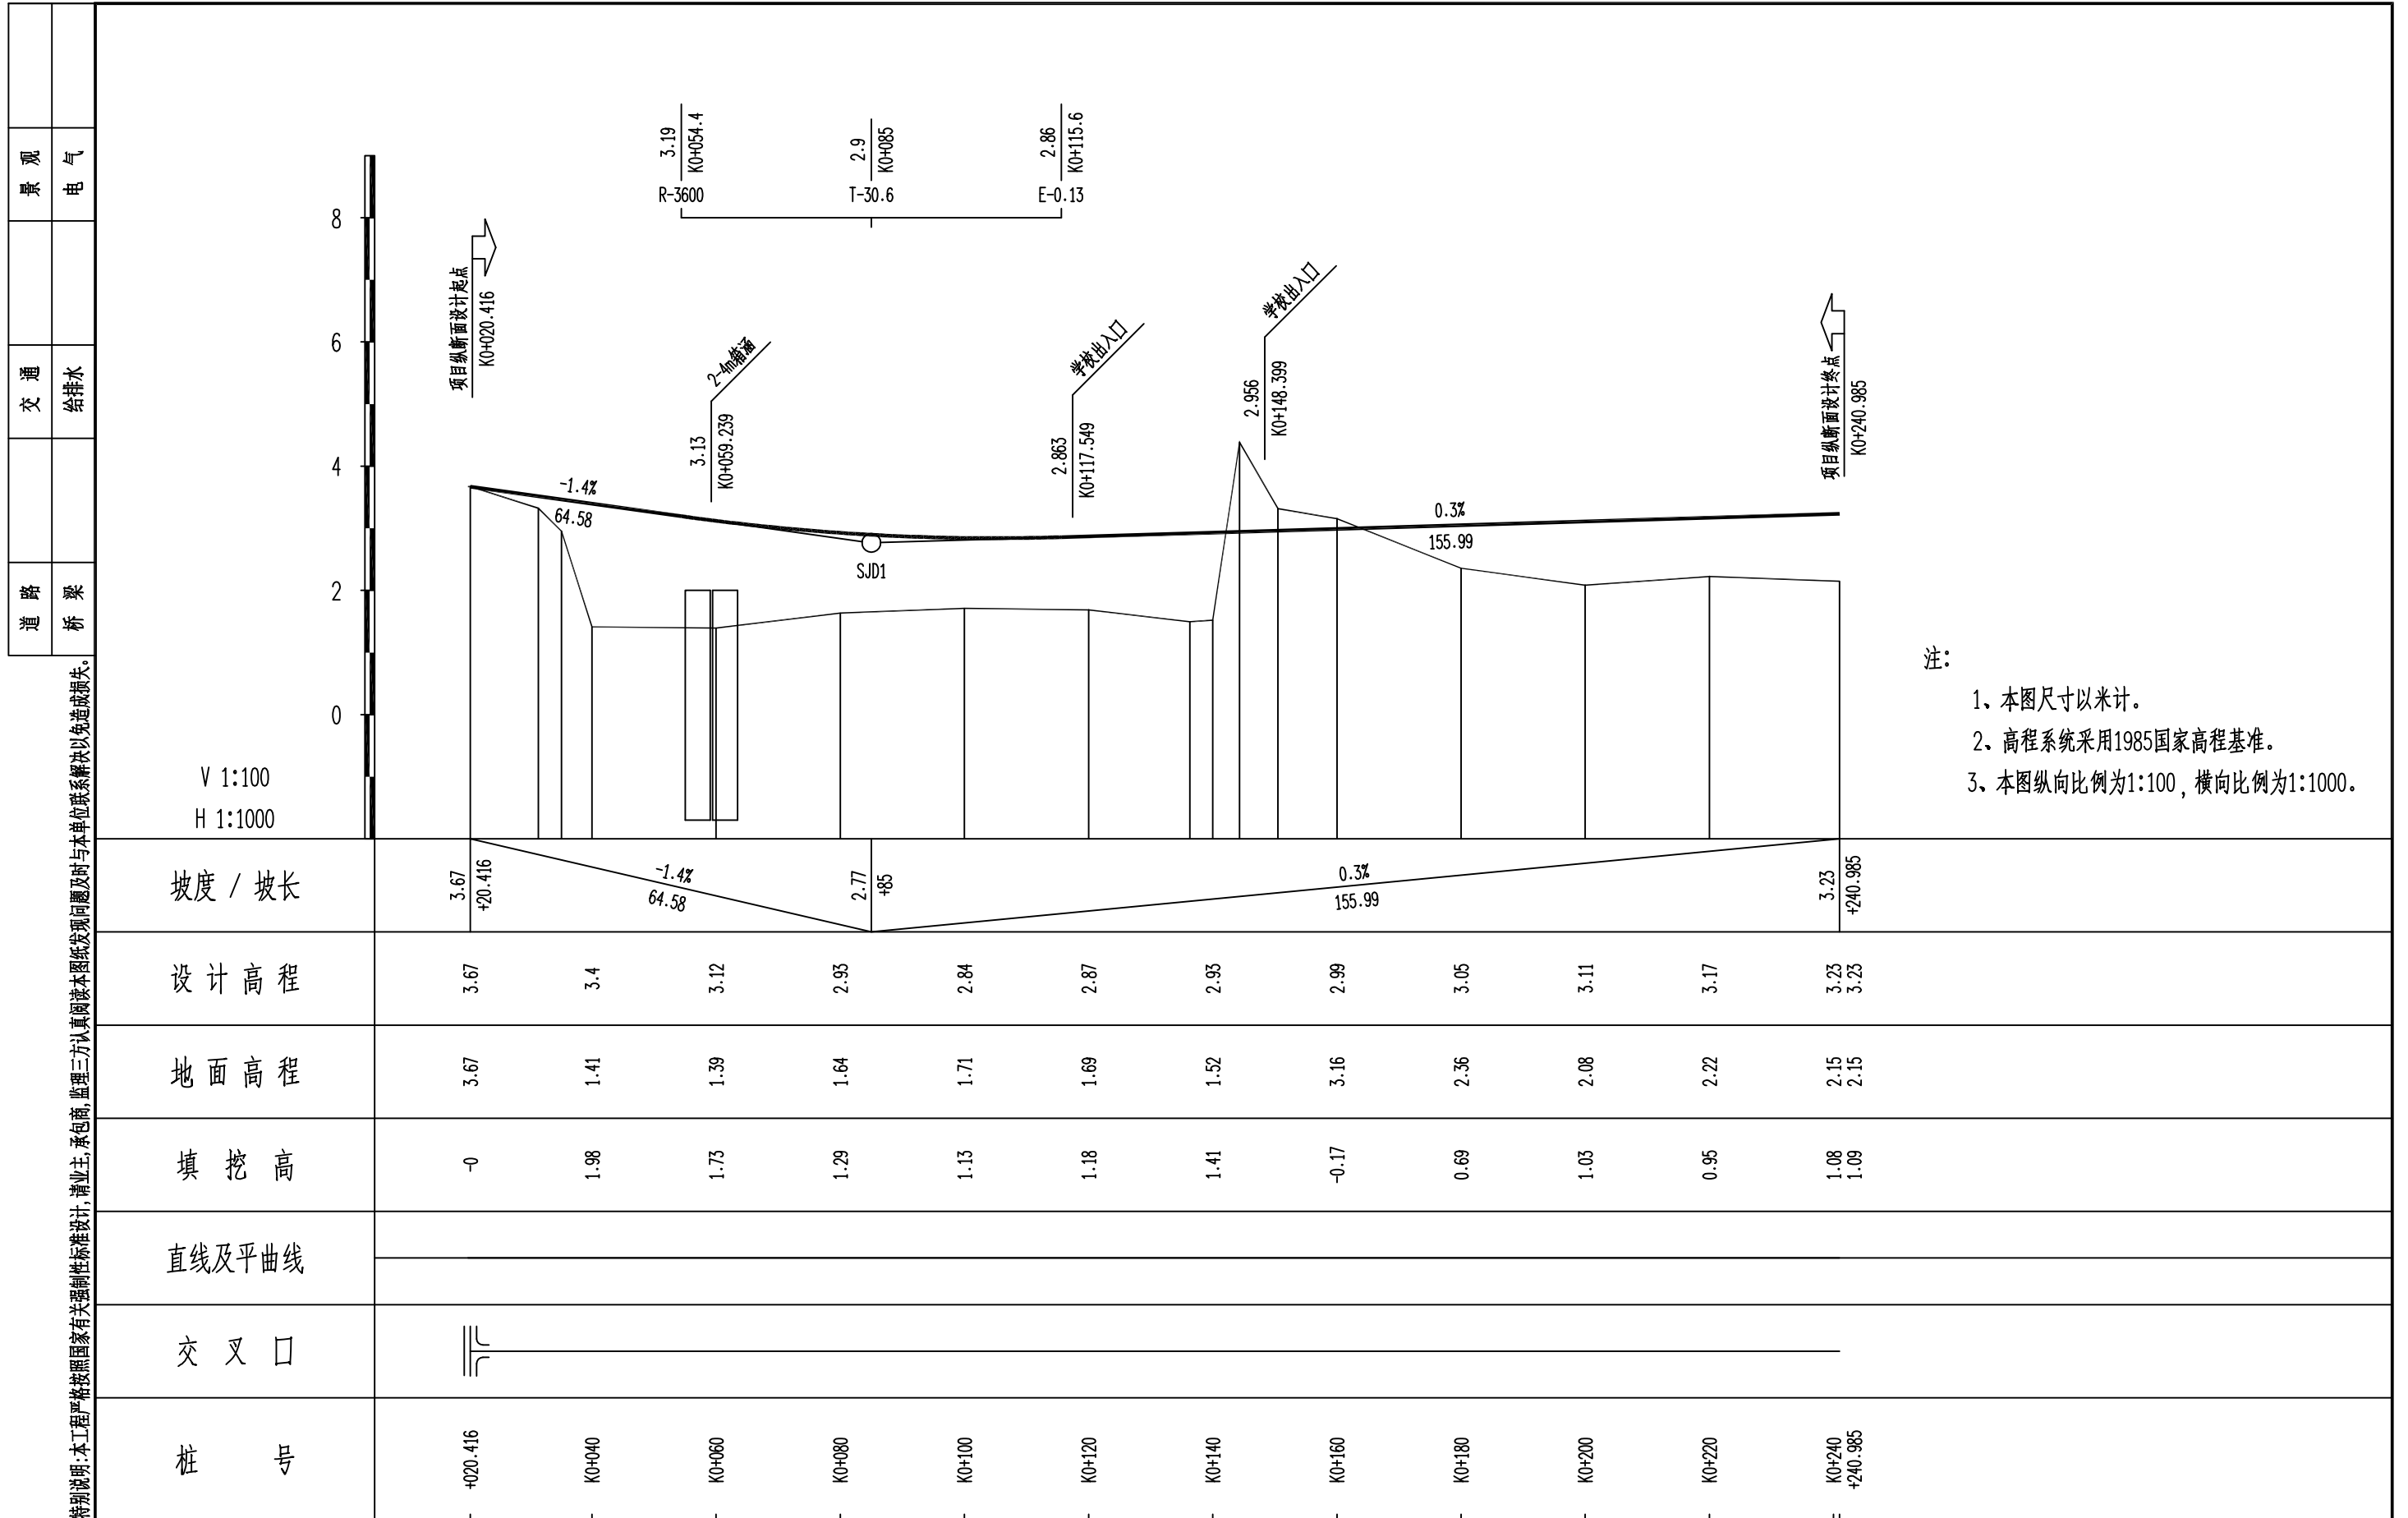 景 观
电 气
交 通
给排水
道 路
桥 梁
特别说明:本工程严格按照国家有关强制性标准设计,请业主,承包商,监理三方认真阅读本图纸发现问题及时与本单位联系解决以免造成损失。
3.19
K0+054.4
2.9
K0+085
2.86
K0+115.6
R-3600
T-30.6
E-0.13
8
6
4
2
0
项目纵断面设计起点
K0+020.416
2-4m箱涵
3.13
K0+059.239
学校出入口
2.863
K0+117.549
学校出入口
2.956
K0+148.399
项目纵断面设计终点
K0+240.985
-1.4%
64.58
SJD1
0.3%
155.99
V 1:100
H 1:1000
注:
1、本图尺寸以米计。
2、高程系统采用1985国家高程基准。
3、本图纵向比例为1:100,横向比例为1:1000。
坡度 / 坡长
3.67
+20.416
-1.4%
64.58
2.77
+85
0.3%
155.99
3.23
+240.985
设计高程 3.67 3.4 3.12 2.93 2.84 2.87 2.93 2.99 3.05 3.11 3.17 3.23 3.23
地面高程 3.67 1.41 1.39 1.64 1.71 1.69 1.52 3.16 2.36 2.08 2.22 2.15 2.15
填 挖 高 -0 1.98 1.73 1.29 1.13 1.18 1.41 -0.17 0.69 1.03 0.95 1.08 1.09
直线及平曲线
交 叉 口
桩 号 +020.416 K0+040 K0+060 K0+080 K0+100 K0+120 K0+140 K0+160 K0+180 K0+200 K0+220 K0+240 +240.985